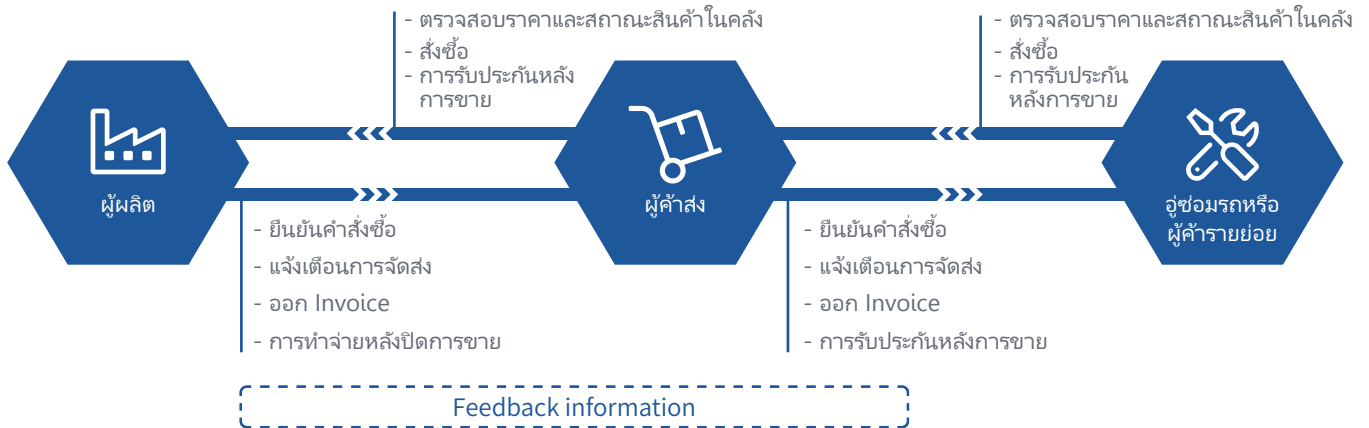 - ตรวจสอบราคาและสถานะสินค้าในคลัง
- สั่งซื้อ
- การรับประกันหลัง
การขาย
- ตรวจสอบราคาและสถานะสินค้าในคลัง
- สั่งซื้อ
- การรับประกัน
หลังการขาย
ผู้ผลิต
ผู้ค้าส่ง
อู่ซ่อมรถหรือ
ผู้ค้ารายย่อย
- ยืนยันคำสั่งซื้อ
- แจ้งเตือนการจัดส่ง
- ออก Invoice
- การทำจ่ายหลังปิดการขาย
- ยืนยันคำสั่งซื้อ
- แจ้งเตือนการจัดส่ง
- ออก Invoice
- การรับประกันหลังการขาย
Feedback information